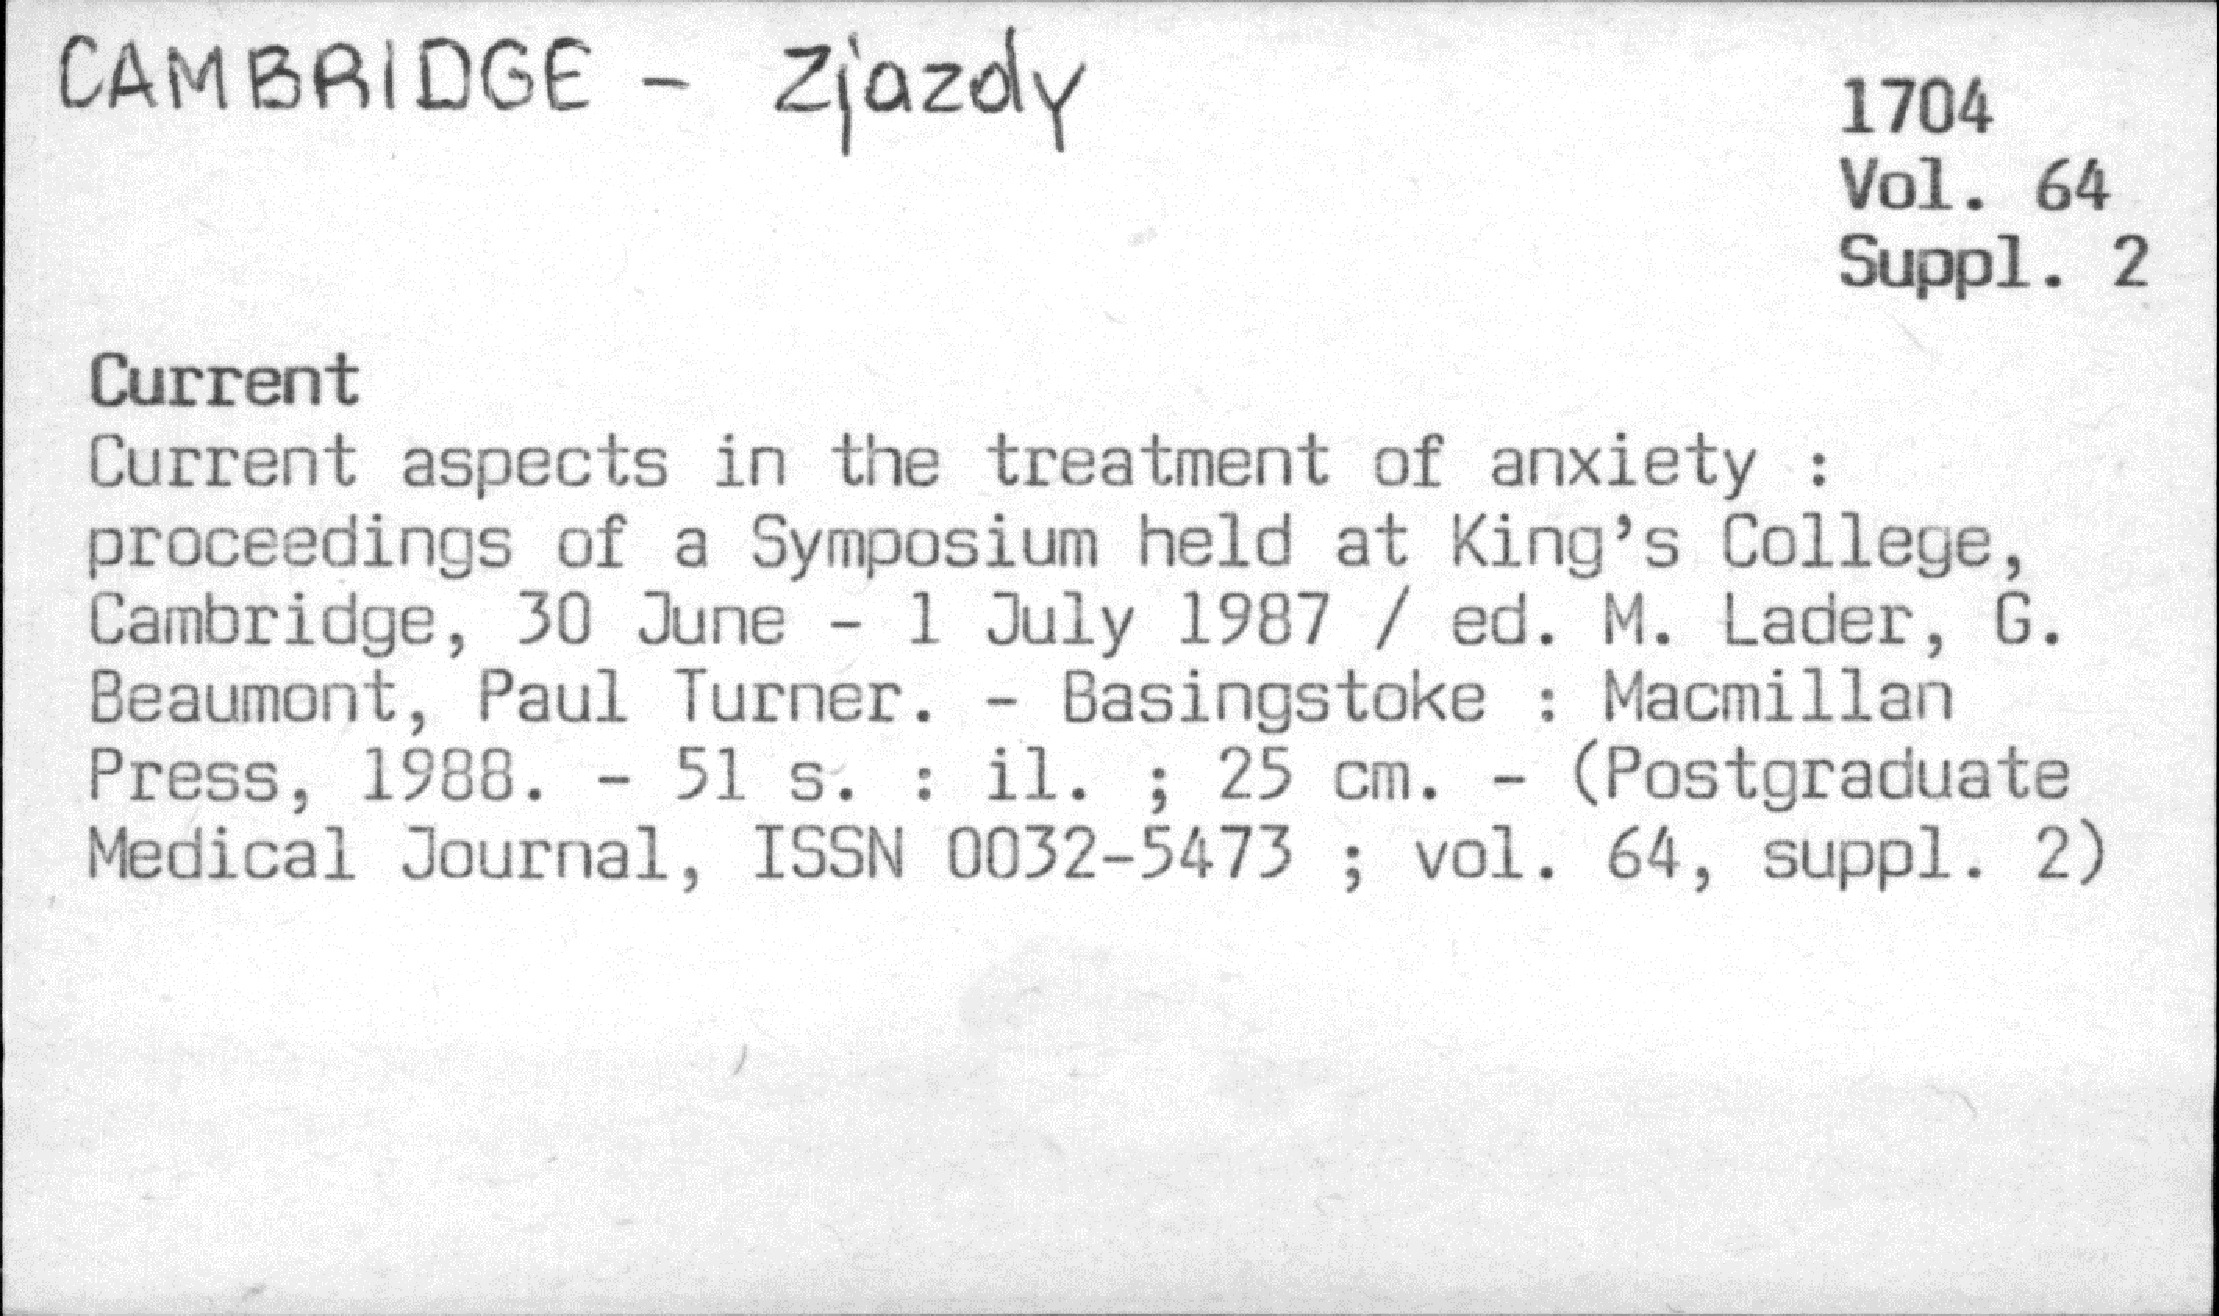 CAMBRIDGE - Zjazdy
1704
Vol. 64
Suppl. 2
Current
Current aspects in the treatment of anxiety :
proceedings of a Symposium held at King's College,
Cambridge, 30 June - 1 July 1987 / ed. M. Lader, G.
Beaumont, Paul Turner. - Basingstoke : Macmillan
Press, 1988. - 51 s. : il. ; 25 cm. - (Postgraduate
Medical Journal, ISSN 0032-5473 ; vol. 64, suppl. 2)